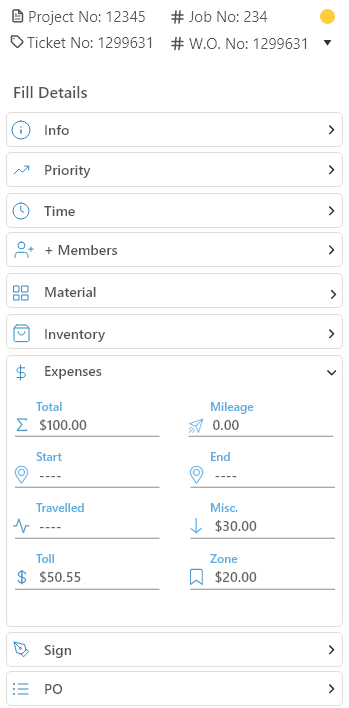 Project No: 12345 # Job No: 234
Ticket No: 1299631 # W.O. No: 1299631
Fill Details
Info
Priority
Time
+ Members
Material
Inventory
Expenses
Total Mileage
$100.00 0.00
Start End
---- ----
Travelled Misc.
---- $30.00
Toll Zone
$50.55 $20.00
Sign
PO